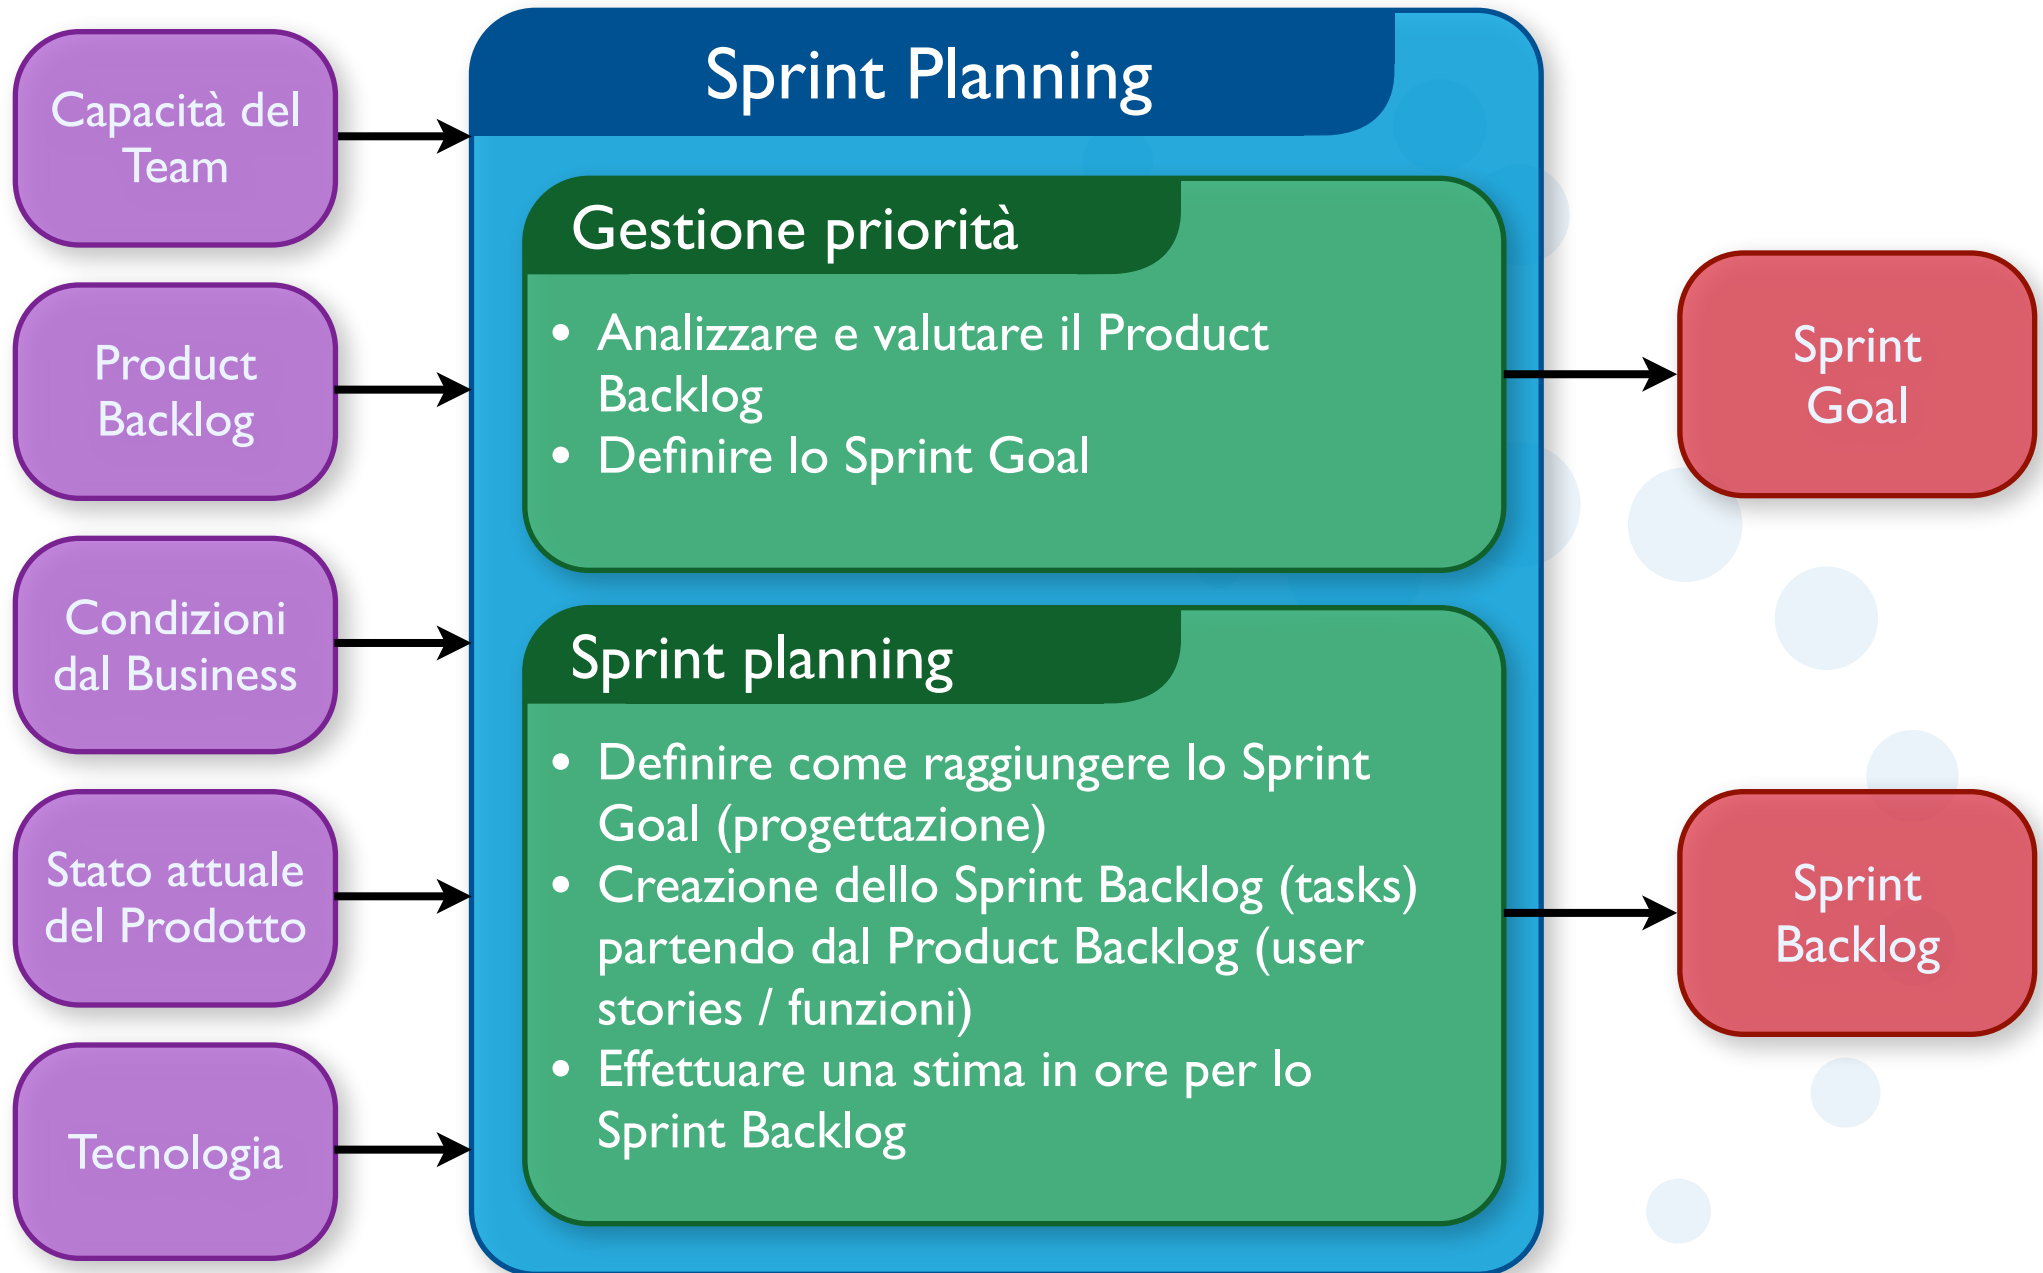 Capacità del
Team
Product
Backlog
Condizioni
dal Business
Stato attuale
del Prodotto
Tecnologia
Sprint Planning
Gestione priorità
• Analizzare e valutare il Product
Backlog
• Definire lo Sprint Goal
Sprint planning
• Definire come raggiungere lo Sprint
Goal (progettazione)
• Creazione dello Sprint Backlog (tasks)
partendo dal Product Backlog (user
stories / funzioni)
• Effettuare una stima in ore per lo
Sprint Backlog
Sprint
Goal
Sprint
Backlog